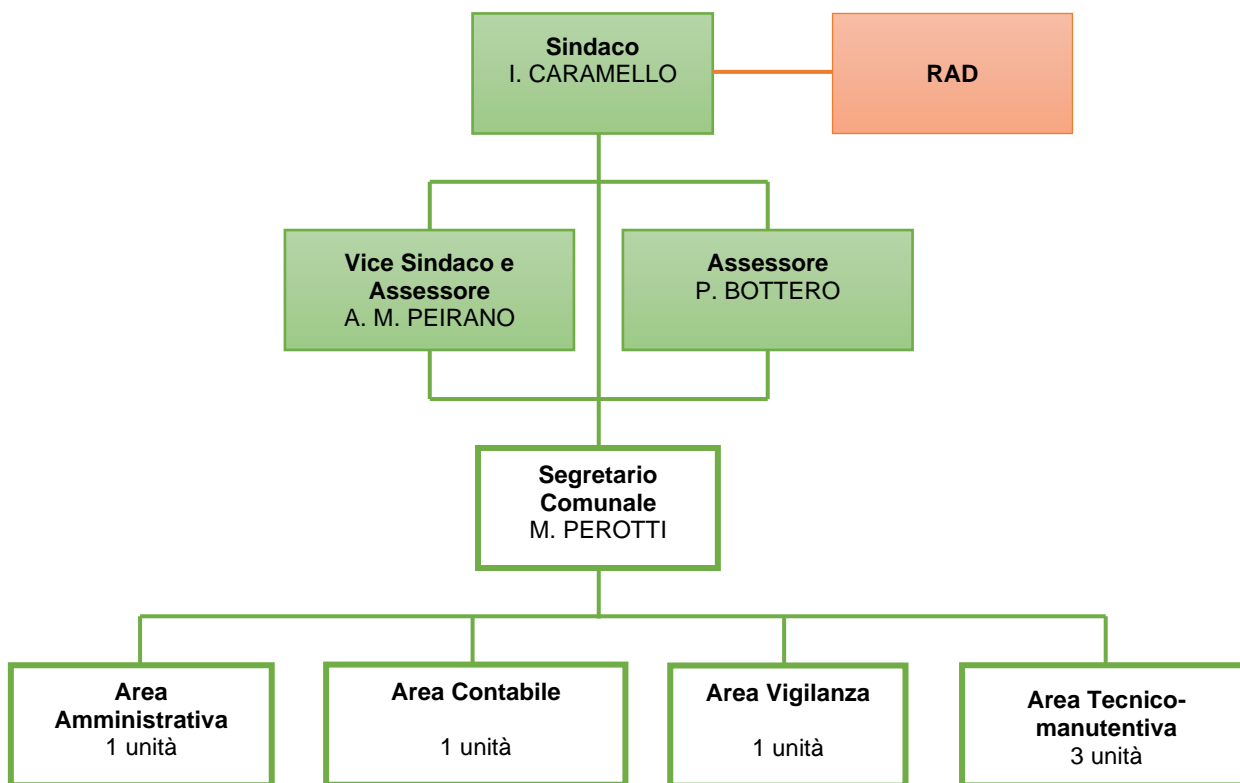 Sindaco
I. CARAMELLO
RAD
Vice Sindaco e
Assessore
A. M. PEIRANO
Assessore
P. BOTTERO
Segretario
Comunale
M. PEROTTI
Area
Amministrativa
1 unità
Area Contabile
1 unità
Area Vigilanza
1 unità
Area Tecnico-
manutentiva
3 unità